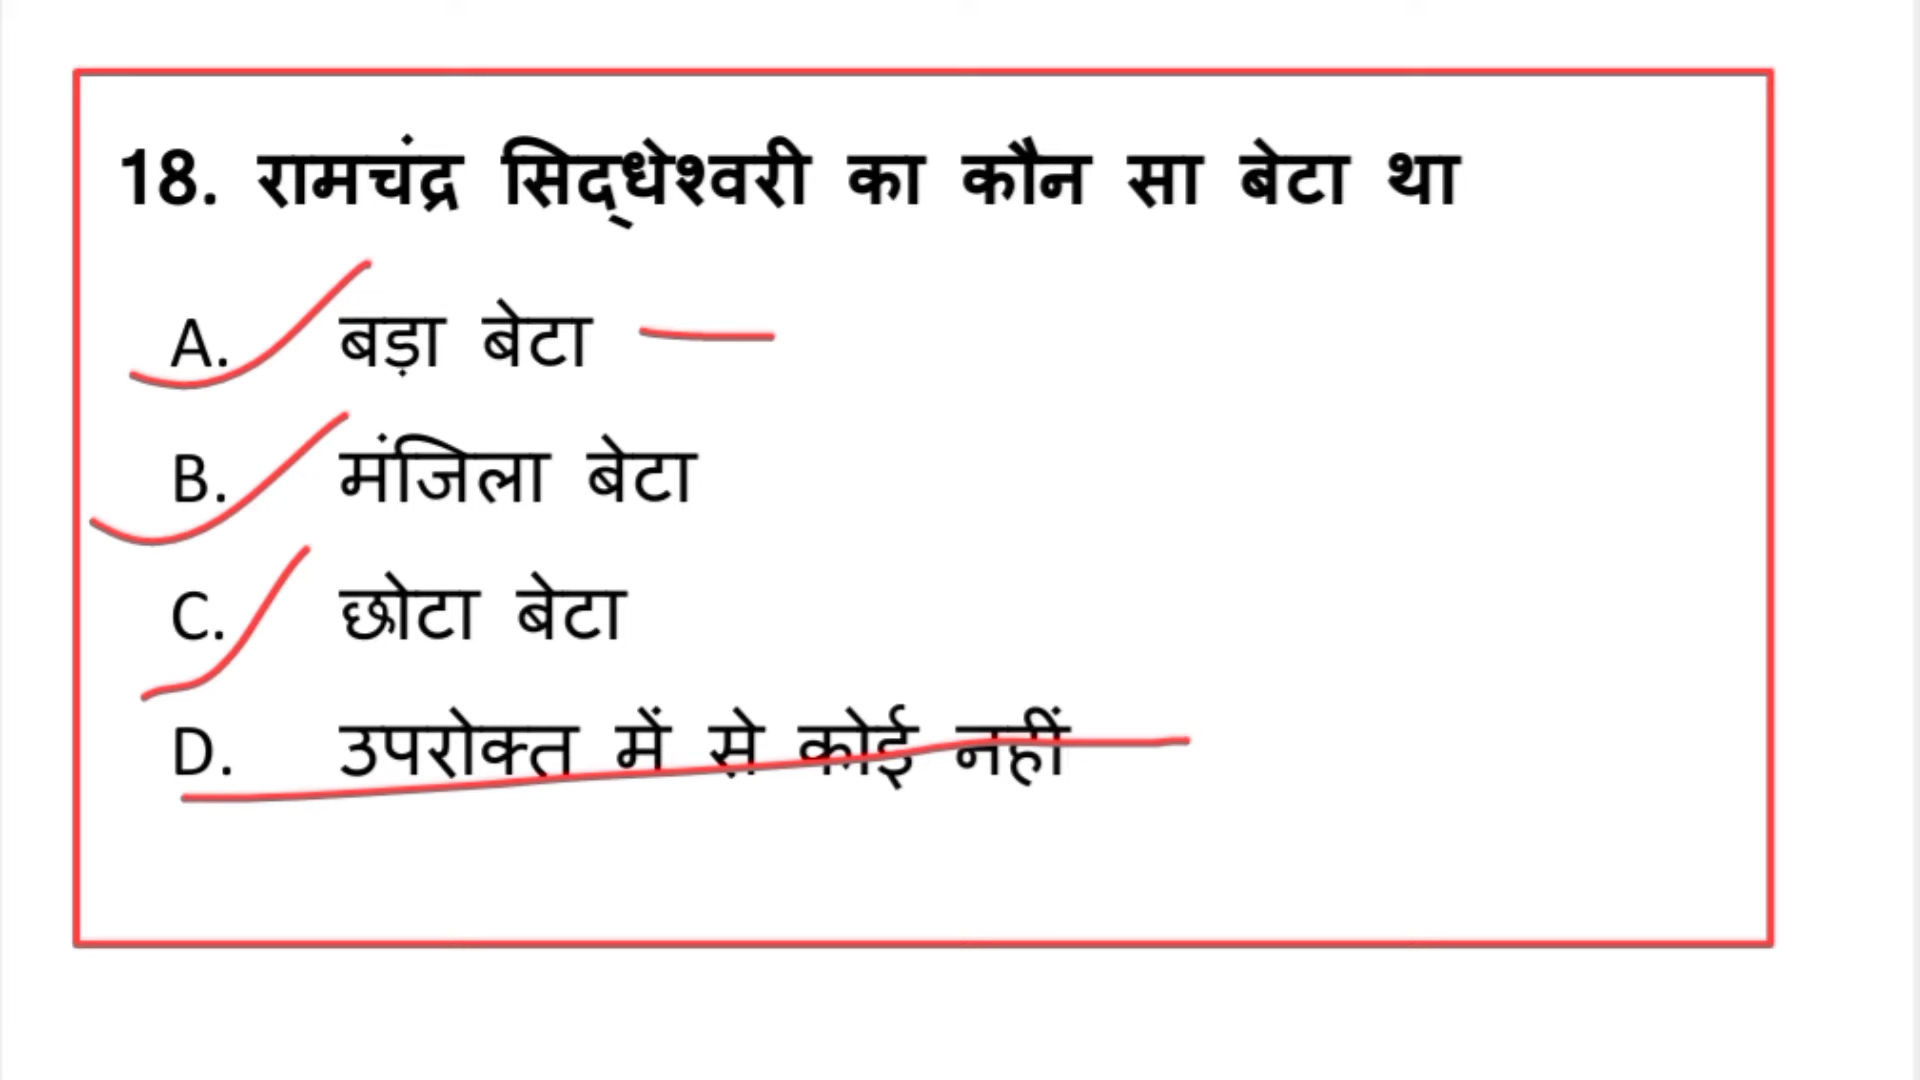 18. रामचंद्र सिद्धेश्वरी का कौन सा बेटा था
A. बड़ा बेटा
B. मंजिला बेटा
C. छोटा बेटा
D. उपरोक्त में से कोई नहीं